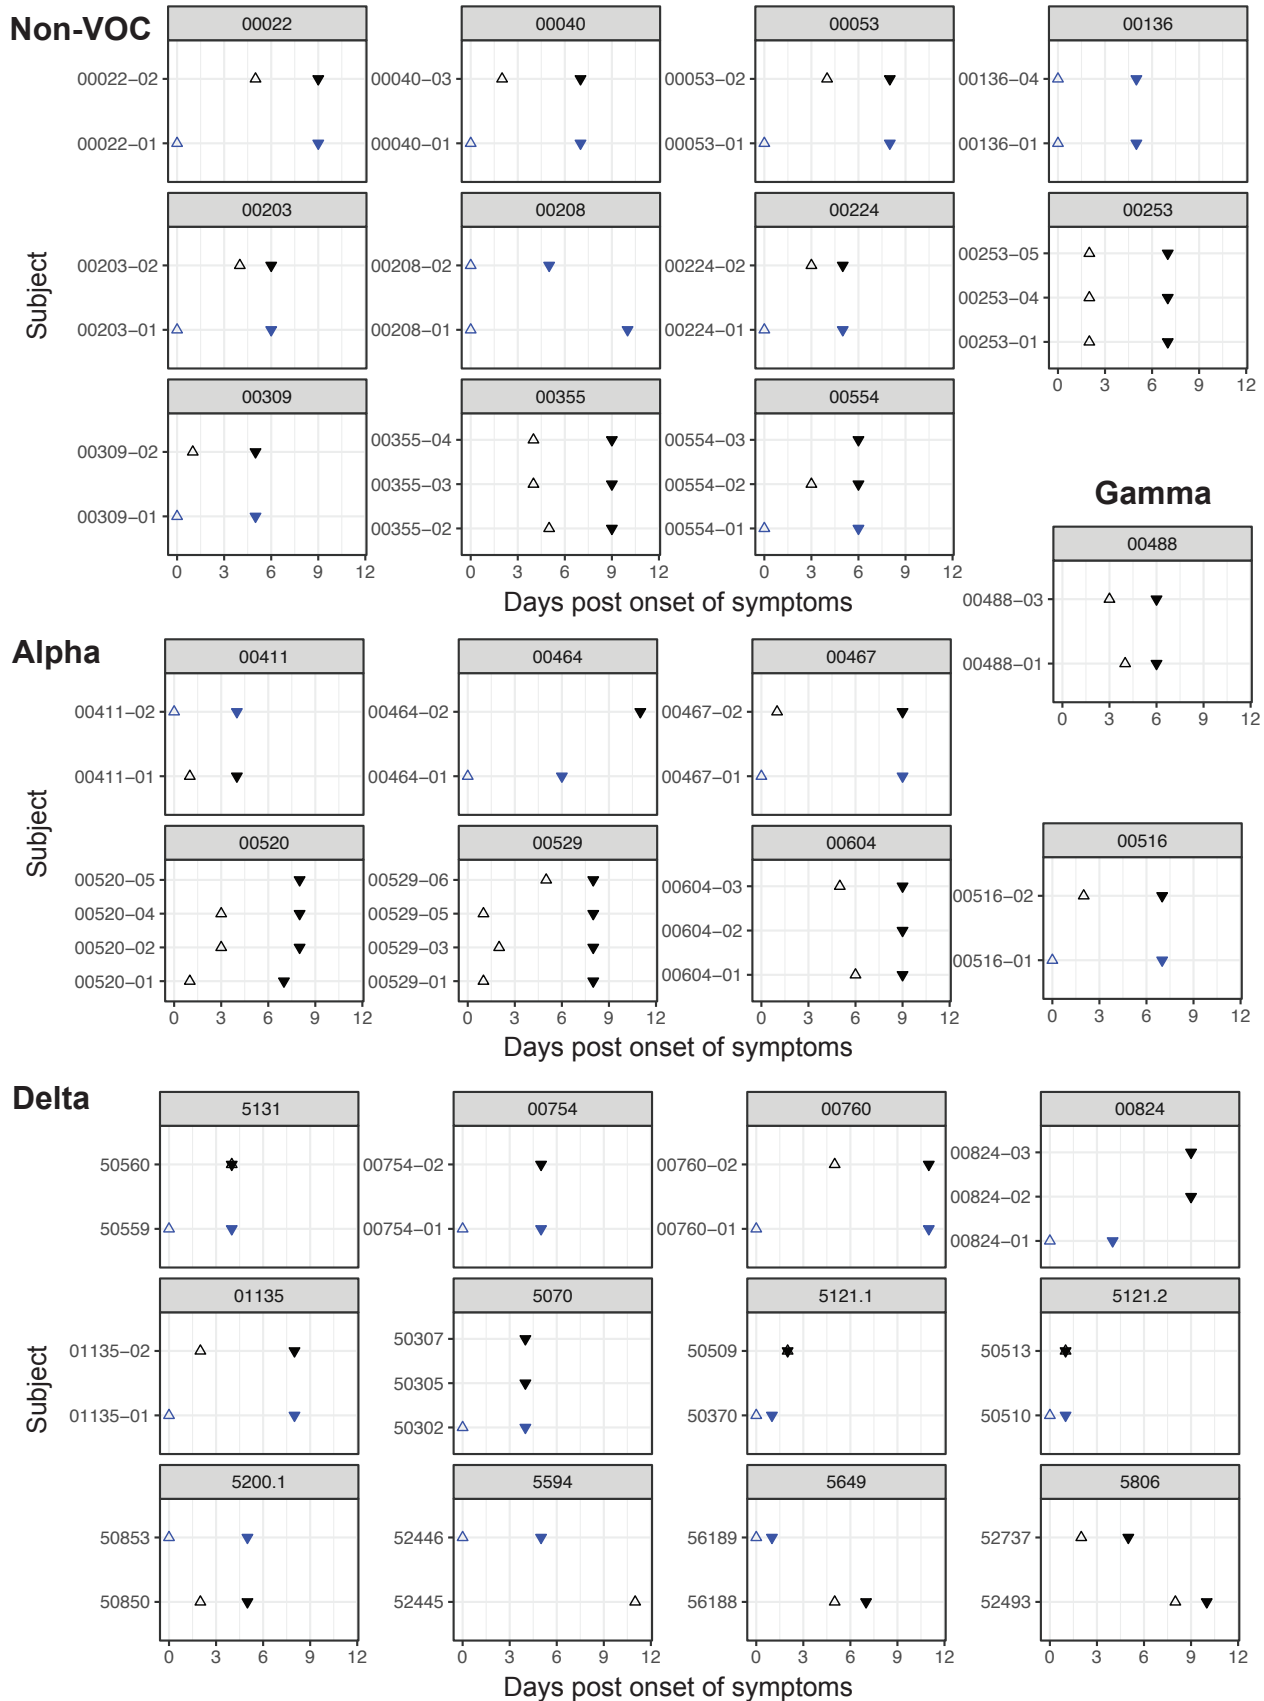 Non-VOC
00022 00040 00053 00136
00022-02 00040-03 00053-02 00136-04
00022-01 00040-01 00053-01 00136-01
00203 00208 00224 00253
Subject
00203-02 00208-02 00224-02 00253-05
00253-04
00203-01 00208-01 00224-01 00253-01
0 3 6 9 12
00309 00355 00554
00309-02 00355-04 00554-03
00355-03 00554-02
00309-01 00355-02 00554-01
0 3 6 9 12 0 3 6 9 12 0 3 6 9 12
Days post onset of symptoms
Gamma
00488
00488-03
00488-01
0 3 6 9 12
00516
00516-02
00516-01
0 3 6 9 12
Alpha
00411 00464 00467
00411-02 00464-02 00467-02
00411-01 00464-01 00467-01
Subject
00520 00529 00604
00520-05 00529-06 00604-03
00520-04 00529-05 00604-02
00520-02 00529-03
00520-01 00529-01 00604-01
0 3 6 9 12 0 3 6 9 12 0 3 6 9 12
Days post onset of symptoms
Delta
5131 00754 00760 00824
50560 00754-02 00760-02 00824-03
00824-02
50559 00754-01 00760-01 00824-01
01135 5070 5121.1 5121.2
Subject
01135-02 50307 50509 50513
50305
01135-01 50302 50370 50510
5200.1 5594 5649 5806
50853 52446 56189 52737
50850 52445 56188 52493
0 3 6 9 12 0 3 6 9 12 0 3 6 9 12 0 3 6 9 12
Days post onset of symptoms